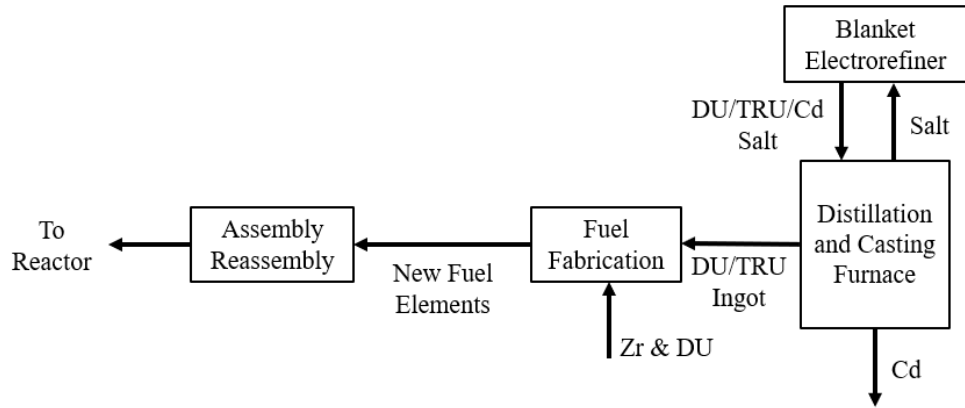 Blanket
Electrorefiner
DU/TRU/Cd
Salt
Salt
To
Reactor
Assembly
Reassembly
New Fuel
Elements
Fuel
Fabrication
DU/TRU
Ingot
Distillation
and Casting
Furnace
Zr & DU
Cd